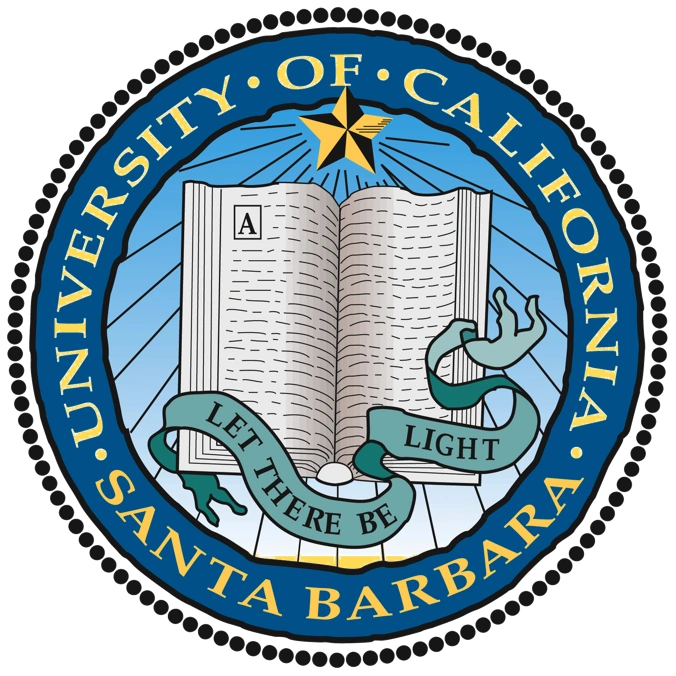 UNIVERSITY · OF · CALIFORNIA
· SANTA BARBARA ·
A
LET THERE BE
LIGHT